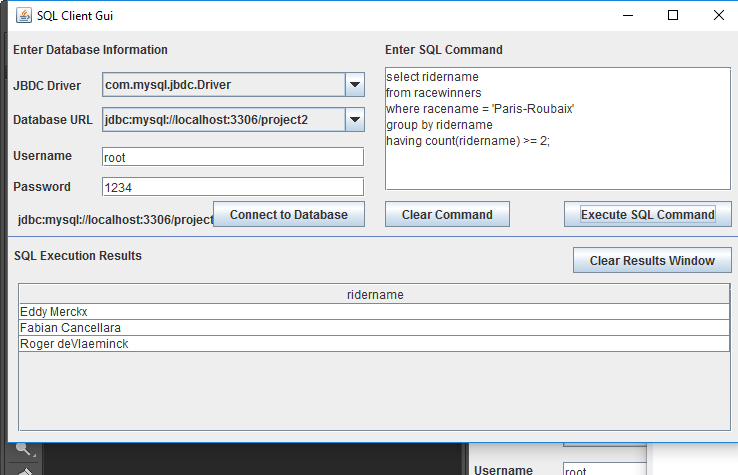 SQL Client Gui
Enter Database Information
JBDC Driver
com.mysql.jbdc.Driver
Database URL
jdbc:mysql://localhost:3306/project2
Username
root
Password
1234
jdbc:mysql://localhost:3306/project
Connect to Database
Enter SQL Command
select ridername
from racewinners
where racename = 'Paris-Roubaix'
group by ridername
having count(ridername) >= 2;
Clear Command
Execute SQL Command
SQL Execution Results
Clear Results Window
ridername
Eddy Merckx
Fabian Cancellara
Roger deVlaeminck
Username
root